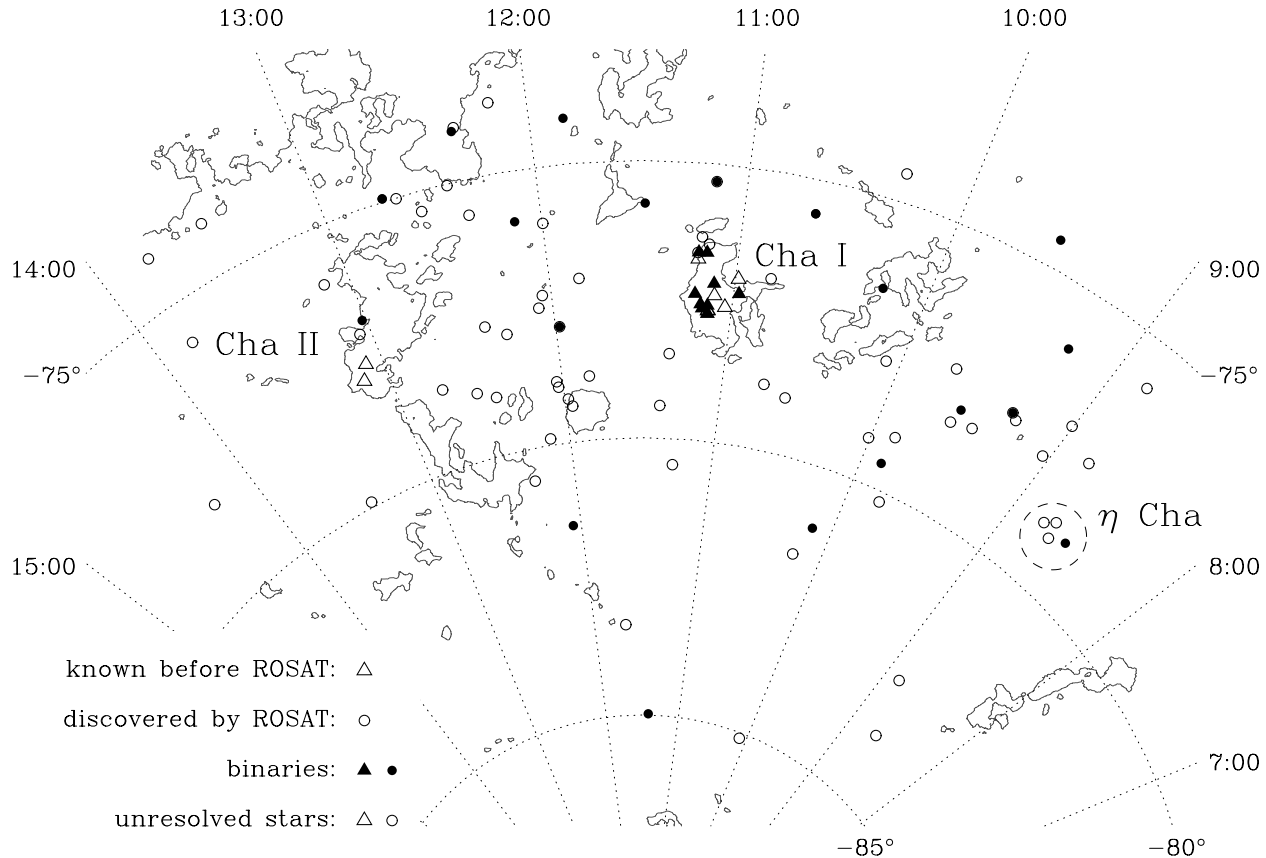 13:00 12:00 11:00 10:00
Cha I
14:00 9:00
Cha II
−75° −75°
η Cha
15:00 8:00
known before ROSAT:
discovered by ROSAT:
7:00
binaries:
unresolved stars:
−85° −80°